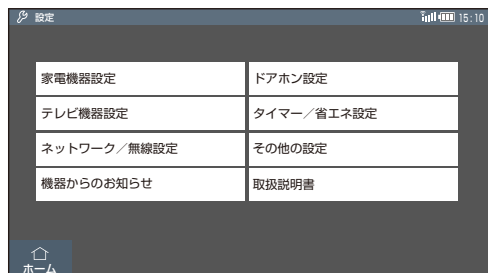 設定 15:10
家電機器設定 ドアホン設定
テレビ機器設定 タイマー／省エネ設定
ネットワーク／無線設定 その他の設定
機器からのお知らせ 取扱説明書
ホーム